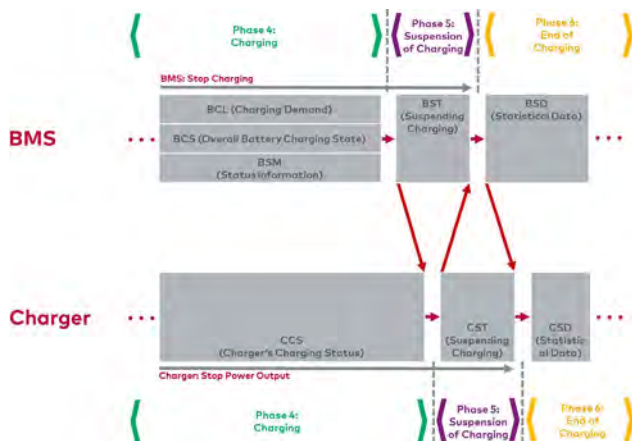 Phase 4:
Charging
Phase 5:
Suspension
of Charging
Phase 6:
End of
Charging
BMS: Stop Charging
BMS
BCL (Charging Demand)
BCS (Overall Battery Charging State)
BSM
(Status Information)
BST
(Suspending
Charging)
BSD
(Statistical Data)
Charger
CCS
(Charger's Charging Status)
CST
(Suspending
Charging)
CSD
(Statistic
al Data)
Charger: Stop Power Output
Phase 4:
Charging
Phase 5:
Suspension
of Charging
Phase 6:
End of
Charging